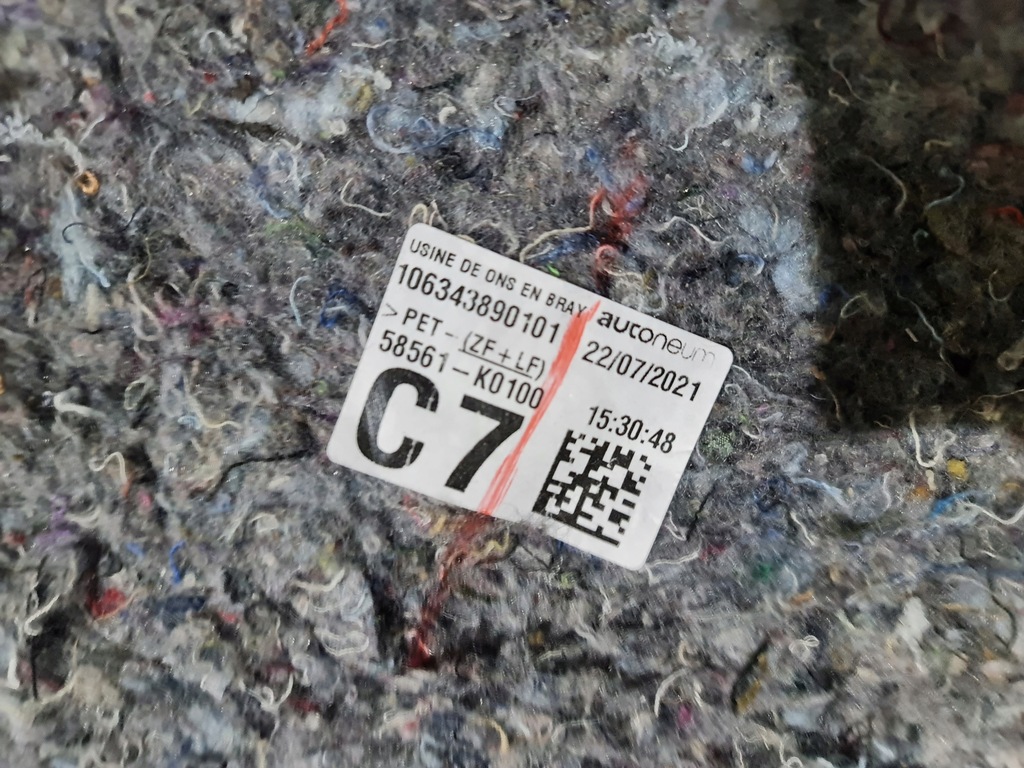 USINE DE ONS EN BRAY
106343890101
>PET-(ZF+LF)
58561-K0100
C7
autoneum
22/07/2021
15:30:48